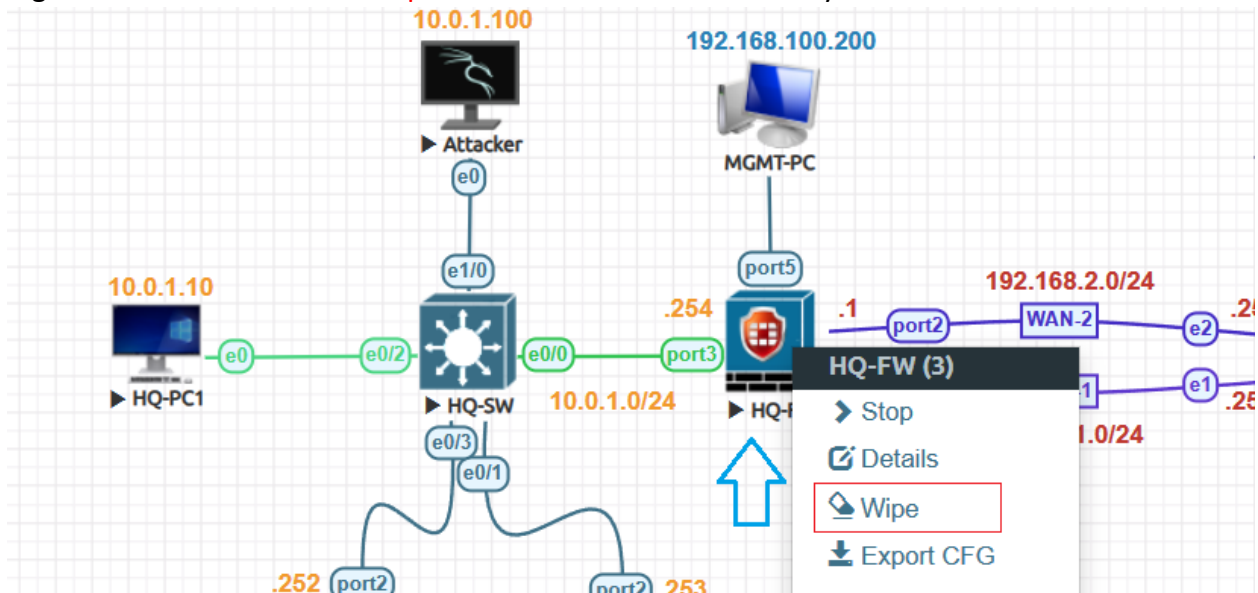 10.0.1.100
192.168.100.200
Attacker
MGMT-PC
e0
e1/0
port5
10.0.1.10
192.168.2.0/24
.254
.1
port2
WAN-2
e2
e0
e0/2
e0/0
port3
HQ-FW (3)
e1
HQ-PC1
HQ-SW
10.0.1.0/24
Stop
e0/3
Details
e0/1
Wipe
Export CFG
.252
port2
port2
.253